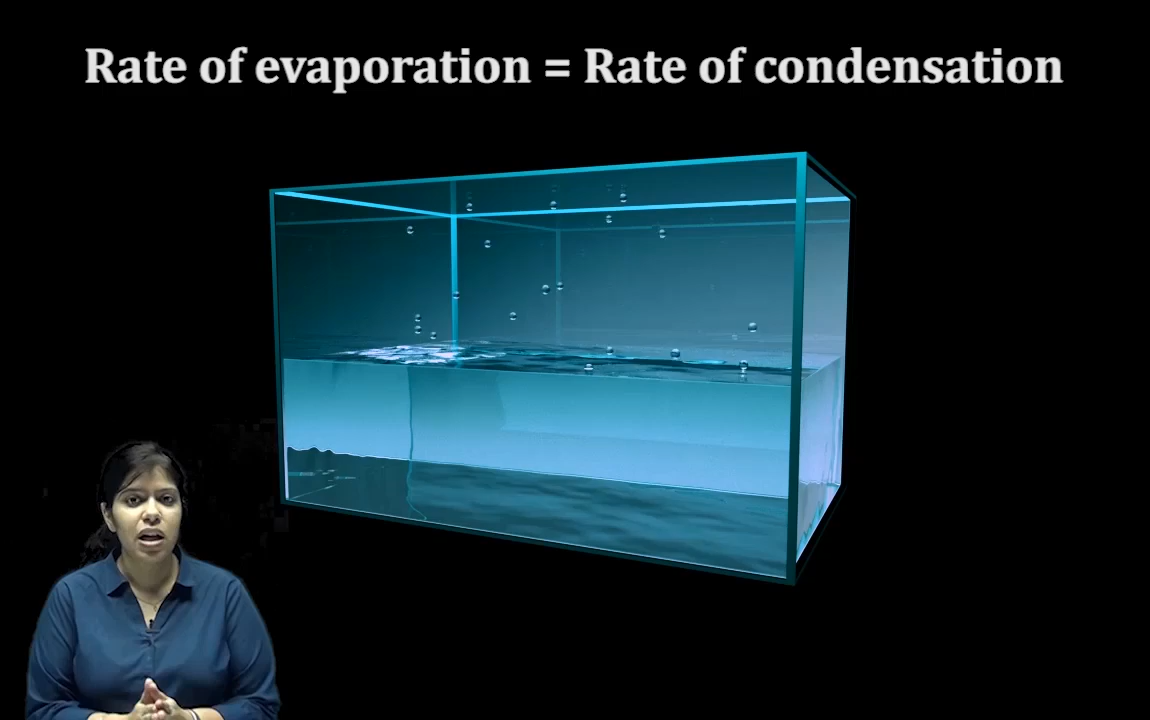 Rate of evaporation = Rate of condensation